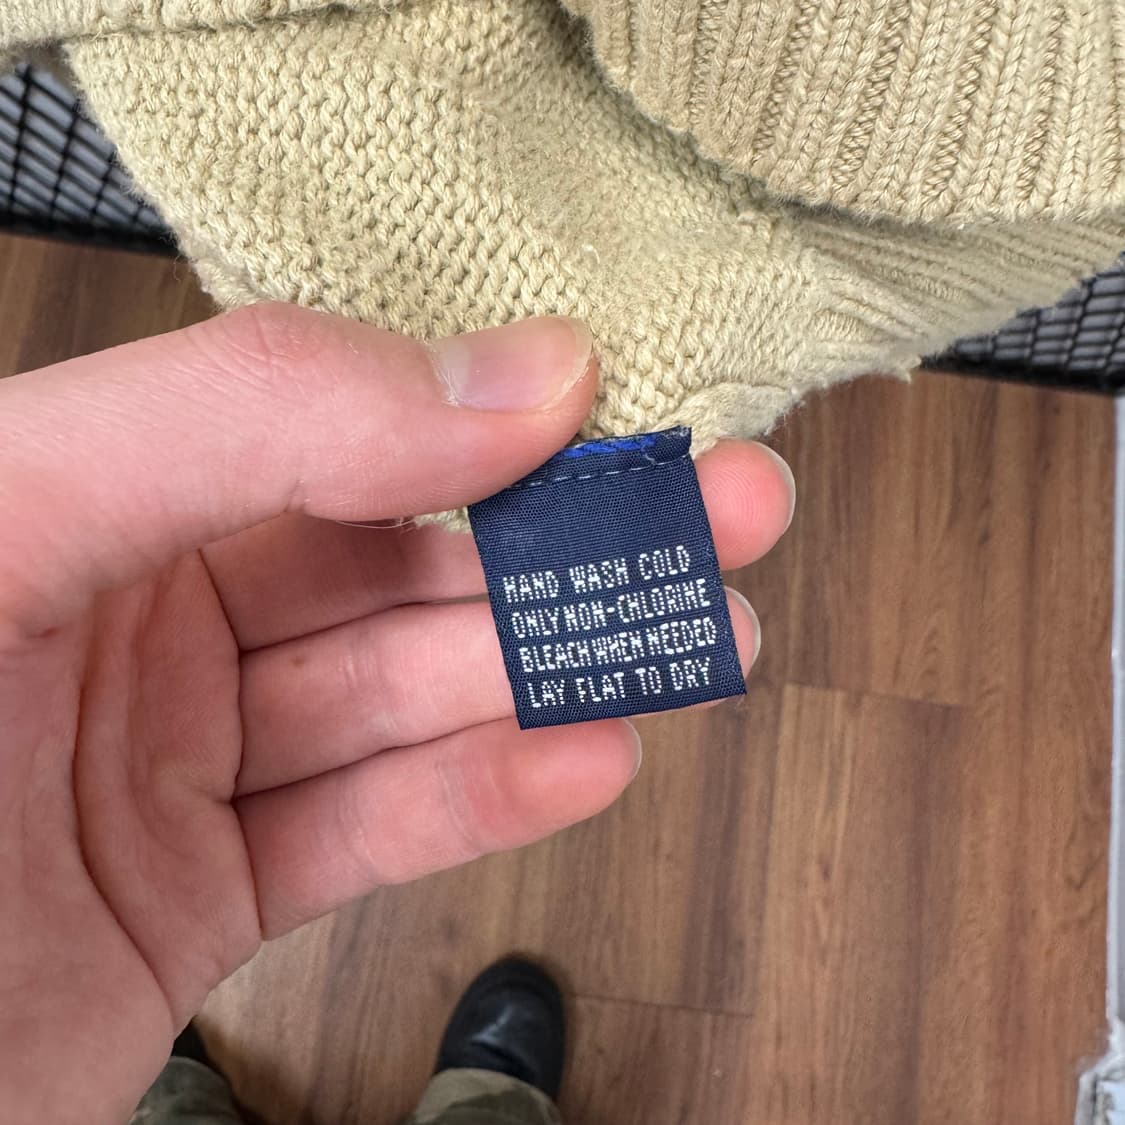 HAND WASH COLD
ONLY NON-CHLORINE
BLEACH WHEN NEEDED
LAY FLAT TO DRY